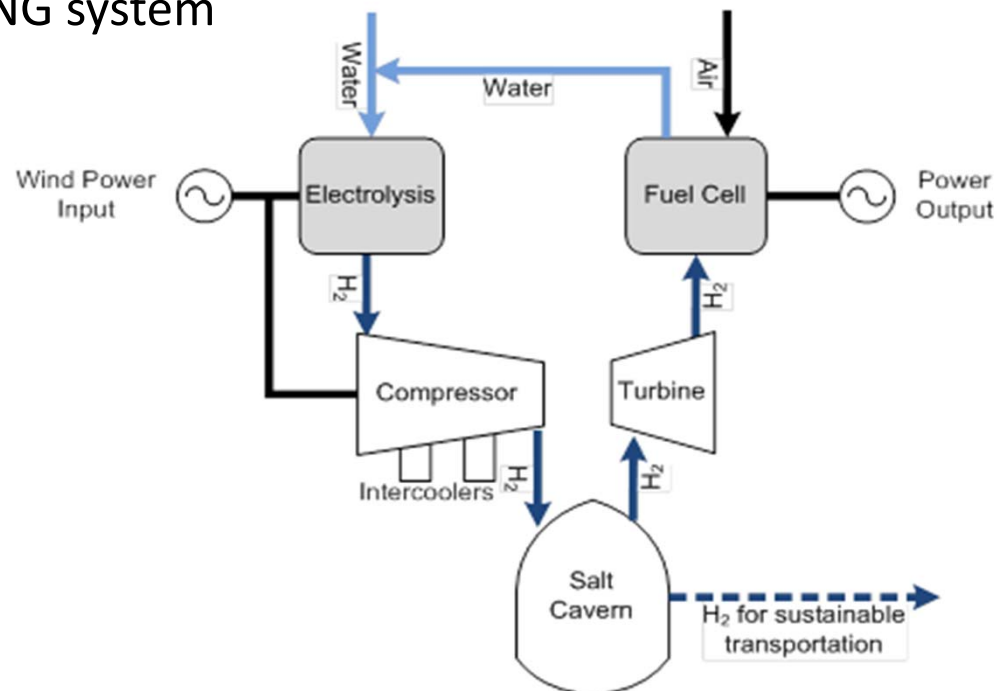 NG system
Water
Water
Air
Wind Power
Input
Electrolysis
Fuel Cell
Power
Output
H₂
H₂
Compressor
Turbine
Intercoolers
H₂
H₂
Salt
Cavern
H₂ for sustainable
transportation